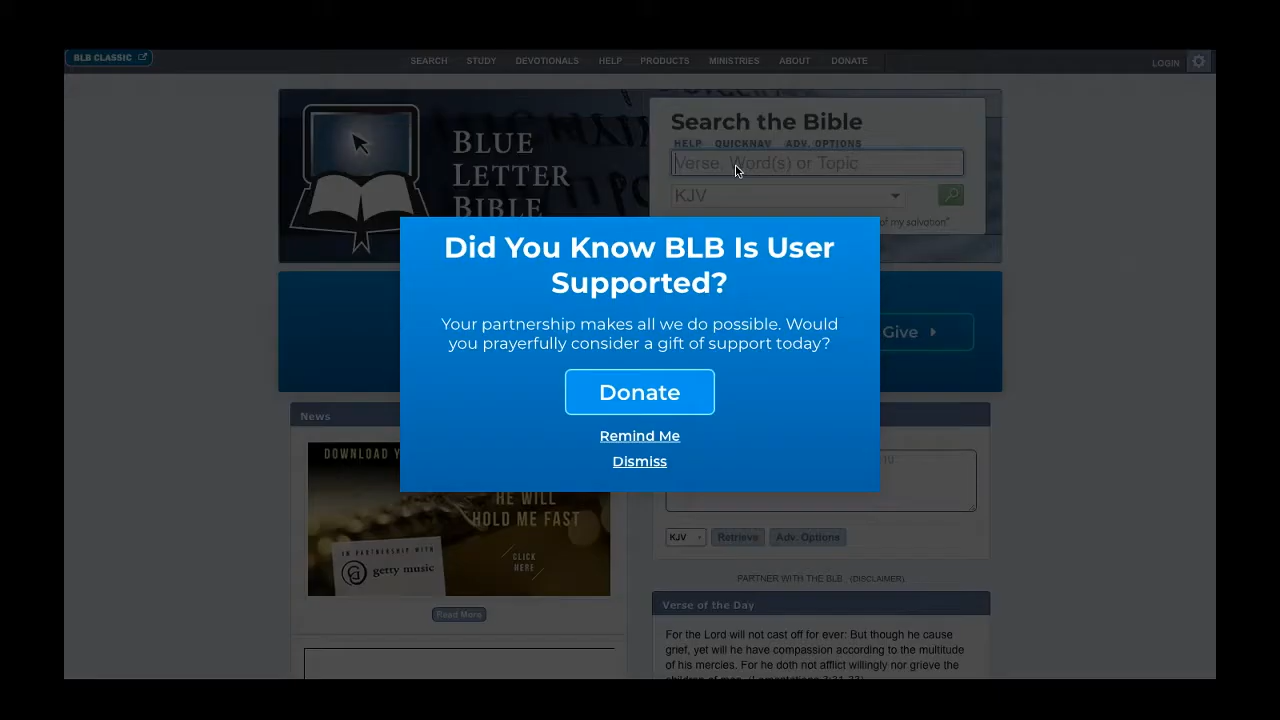 BLB CLASSIC
SEARCH STUDY DEVOTIONALS HELP PRODUCTS MINISTRIES ABOUT DONATE
LOGIN
BLUE
LETTER
BIBLE
Search the Bible
HELP QUICKNAV ADV. OPTIONS
Verse, Word(s) or Topic
KJV
of my salvation"
Did You Know BLB Is User
Supported?
Your partnership makes all we do possible. Would
you prayerfully consider a gift of support today?
Donate
Remind Me
Dismiss
Give
News
DOWNLOAD
HE WILL
HOLD ME FAST
IN PARTNERSHIP WITH
getty music
CLICK
HERE
Read More
KJV Retrieve Adv. Options
PARTNER WITH THE BLB (DISCLAIMER)
Verse of the Day
For the Lord will not cast off for ever: But though he cause
grief, yet will he have compassion according to the multitude
of his mercies. For he doth not afflict willingly nor grieve the